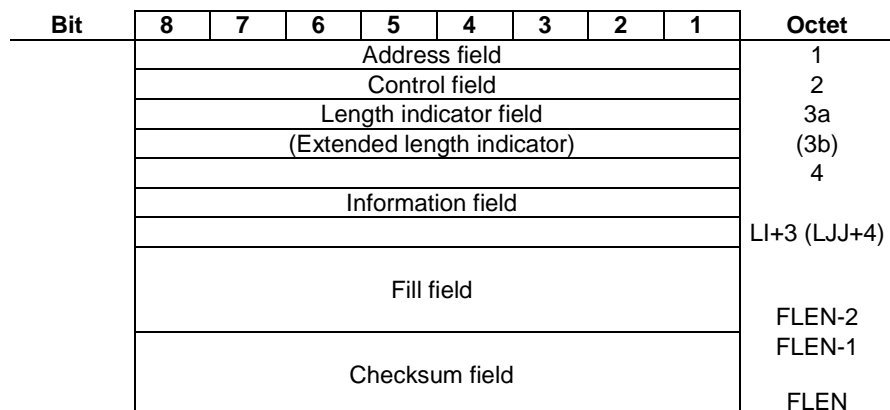 Bit 8 7 6 5 4 3 2 1 Octet
Address field 1
Control field 2
Length indicator field 3a
(Extended length indicator) (3b)
4
Information field
LI+3 (LJJ+4)
Fill field
FLEN-2
FLEN-1
Checksum field
FLEN